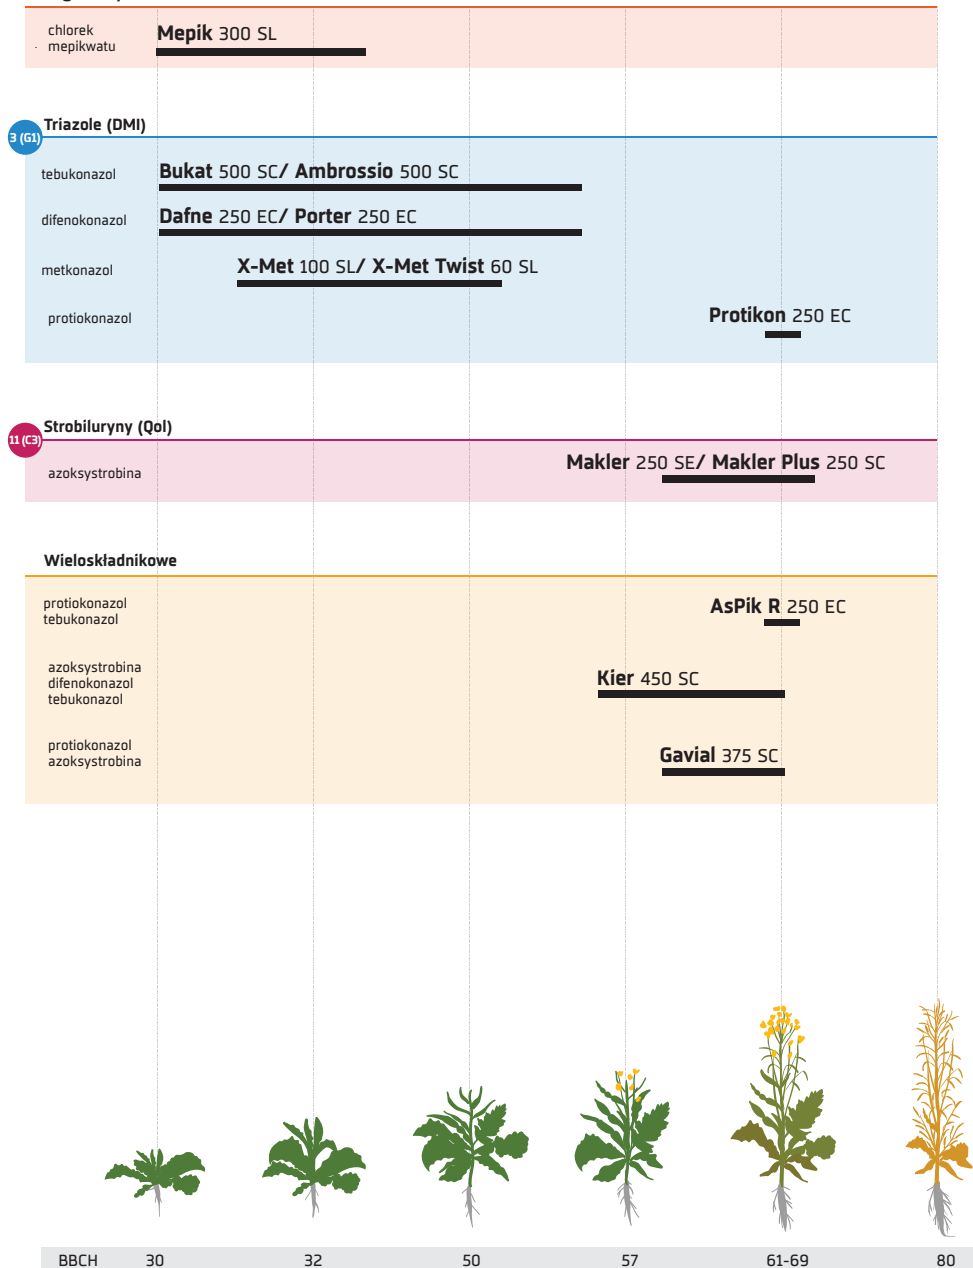 chlorek
mepikwatu
Mepik 300 SL
Triazole (DMI)
3 (G1)
tebukonazol
Bukat 500 SC/ Ambrossio 500 SC
difenokonazol
Dafne 250 EC/ Porter 250 EC
metkonazol
X-Met 100 SL/ X-Met Twist 60 SL
protiokonazol
Protikon 250 EC
Strobiluryny (Qol)
11 (C3)
azoksystrobina
Makler 250 SE/ Makler Plus 250 SC
Wieloskładnikowe
protiokonazol
tebukonazol
AsPik R 250 EC
azoksystrobina
difenokonazol
tebukonazol
Kier 450 SC
protiokonazol
azoksystrobina
Gavial 375 SC
BBCH 30 32 50 57 61-69 80